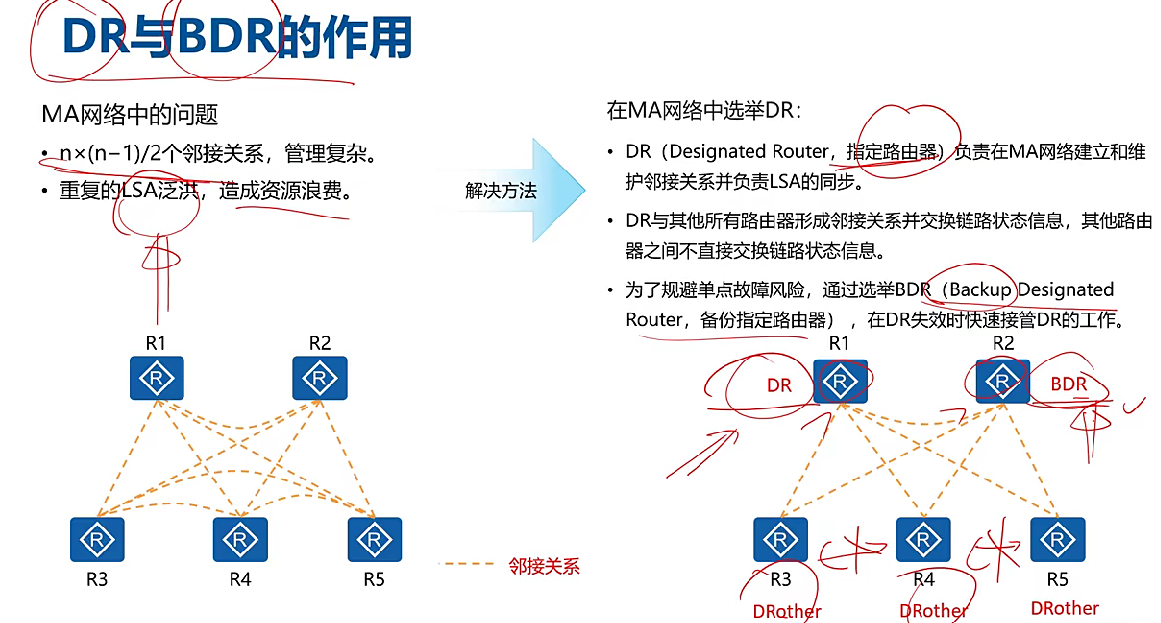 DR与BDR的作用
MA网络中的问题
• n×(n−1)/2个邻接关系，管理复杂。
• 重复的LSA泛洪，造成资源浪费。
解决方法
在MA网络中选举DR：
• DR（Designated Router，指定路由器）负责在MA网络建立和维
护邻接关系并负责LSA的同步。
• DR与其他所有路由器形成邻接关系并交换链路状态信息，其他路由
器之间不直接交换链路状态信息。
• 为了规避单点故障风险，通过选举BDR（Backup Designated
Router，备份指定路由器），在DR失效时快速接管DR的工作。
R1
R2
R
R
R
R
R
R3
R4
R5
邻接关系
R1
R2
DR
R
R
BDR
R
R
R
R3
R4
R5
DRother
DRother
DRother